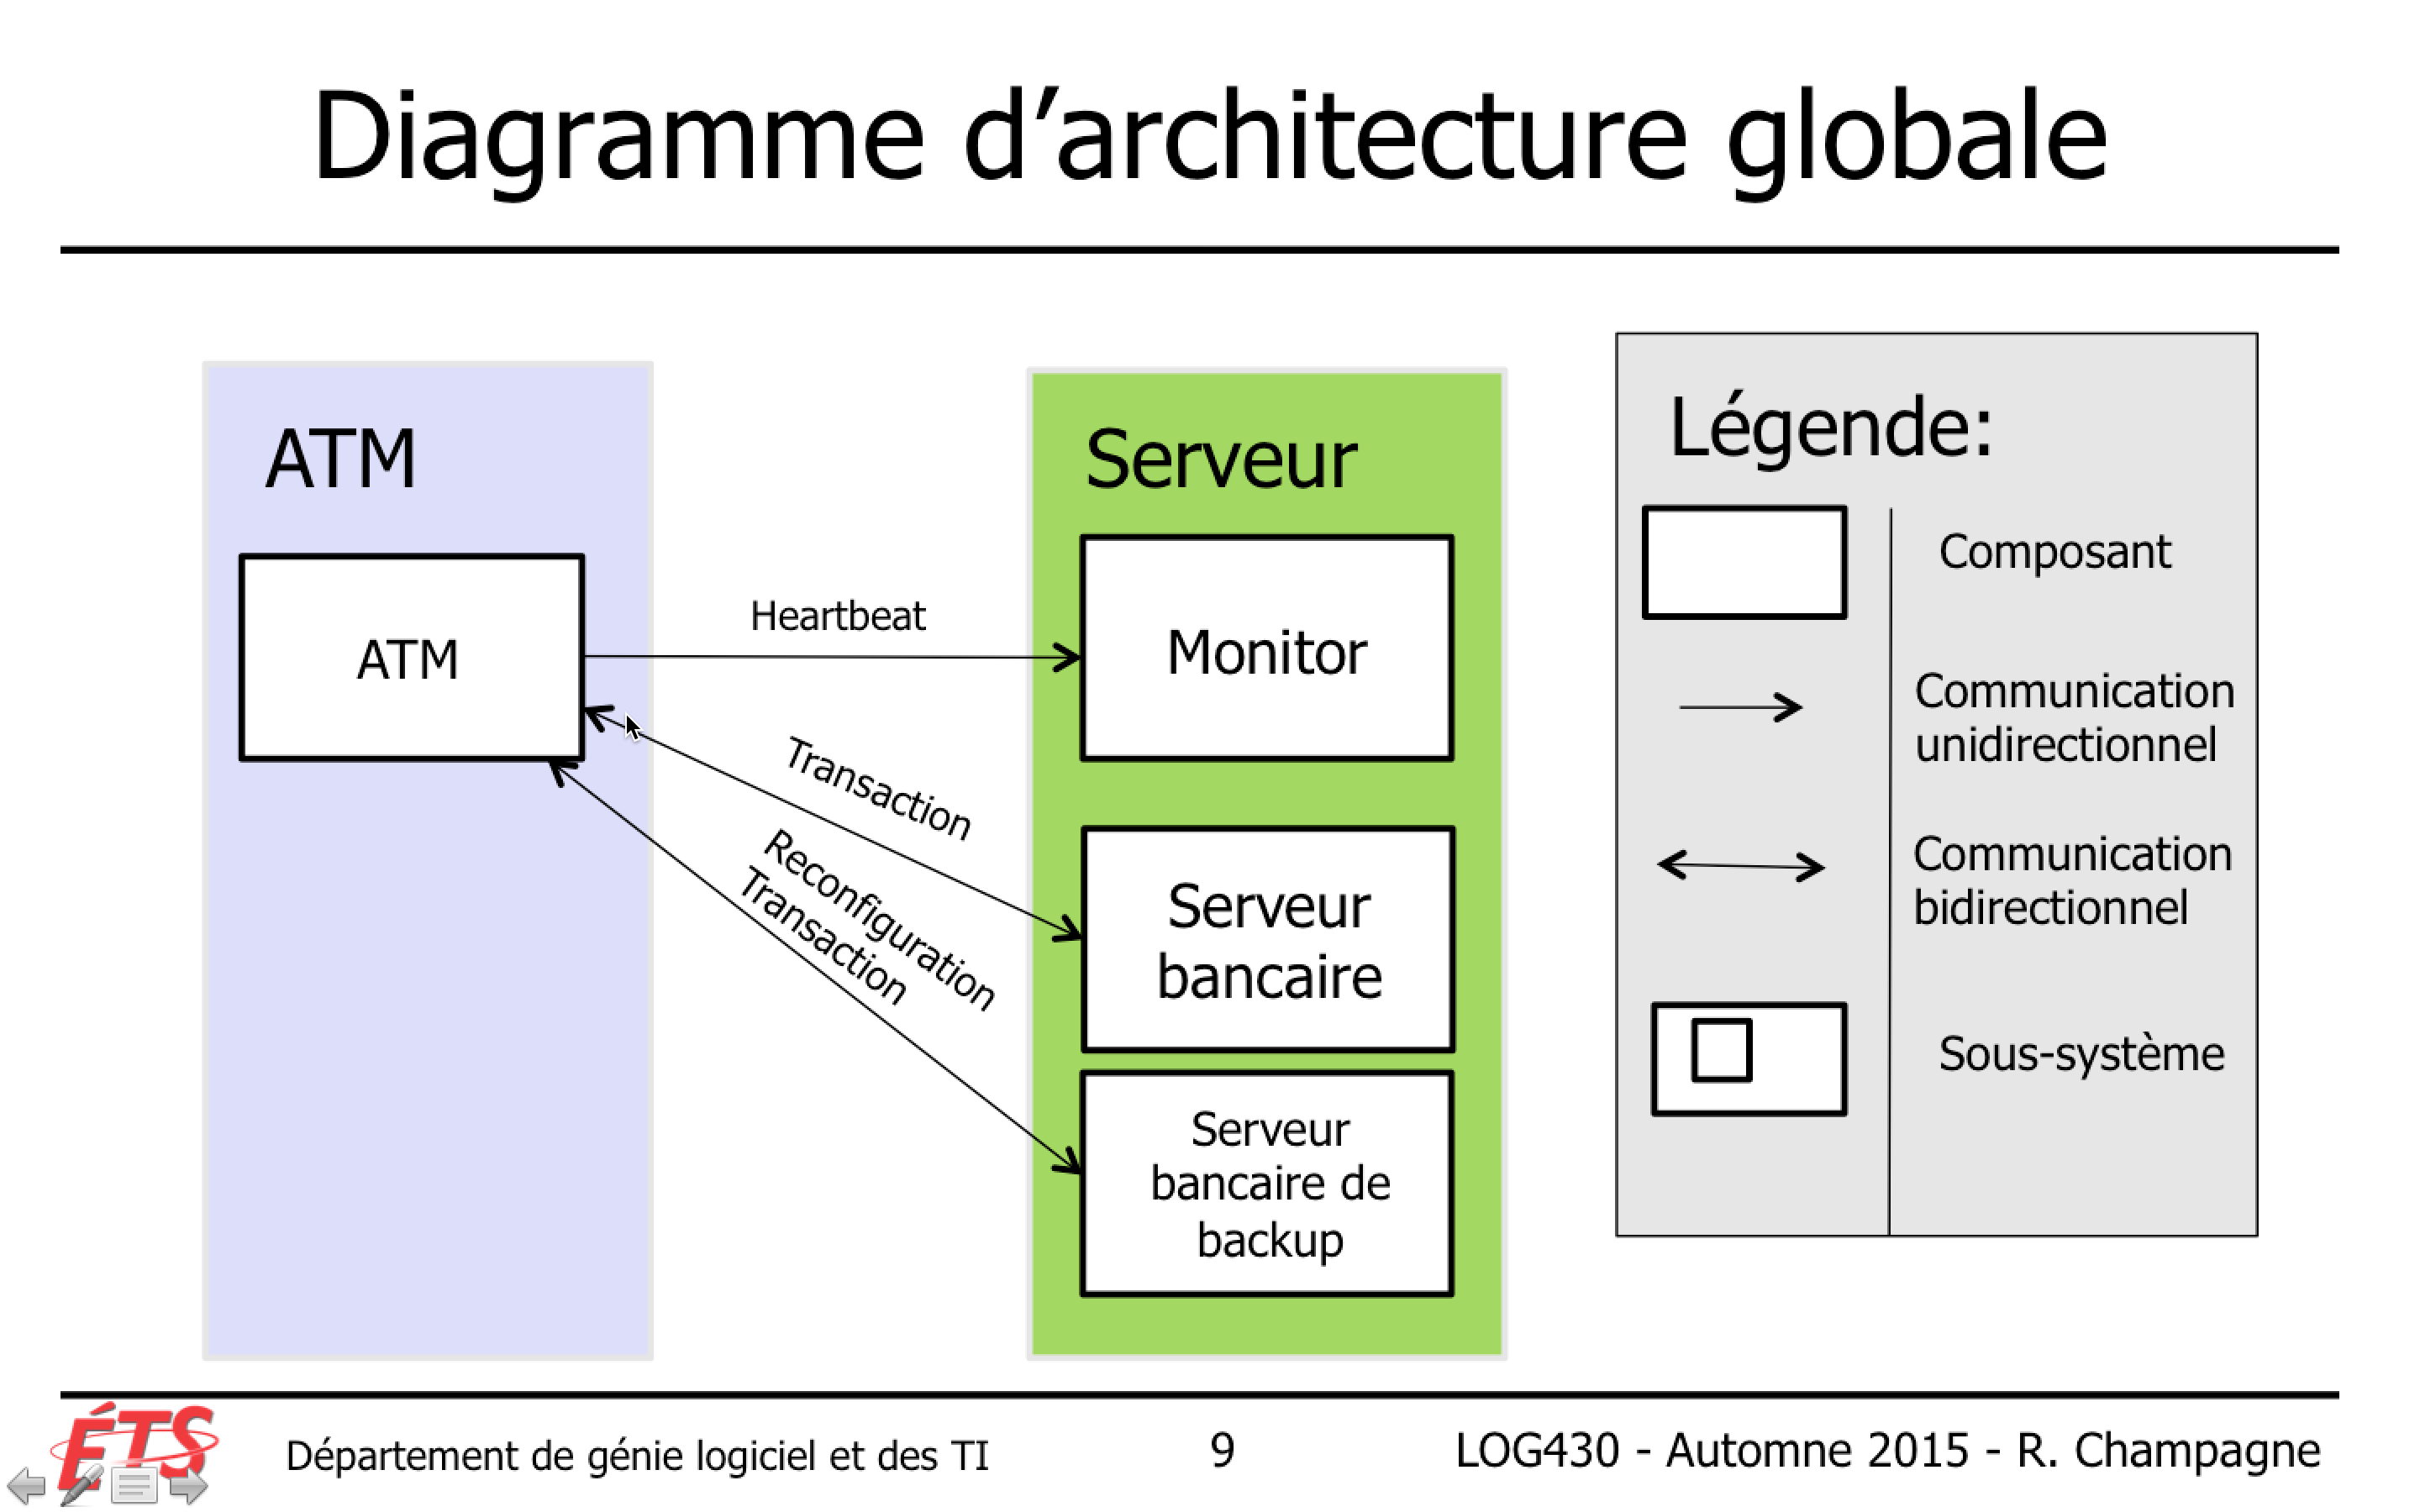 Diagramme d’architecture globale
ATM
ATM
Heartbeat
Transaction
Reconfiguration
Transaction
Serveur
Monitor
Serveur
bancaire
Serveur
bancaire de
backup
Légende:
Composant
Communication
unidirectionnel
Communication
bidirectionnel
Sous-système
ÉTS
Département de génie logiciel et des TI
9
LOG430 - Automne 2015 - R. Champagne